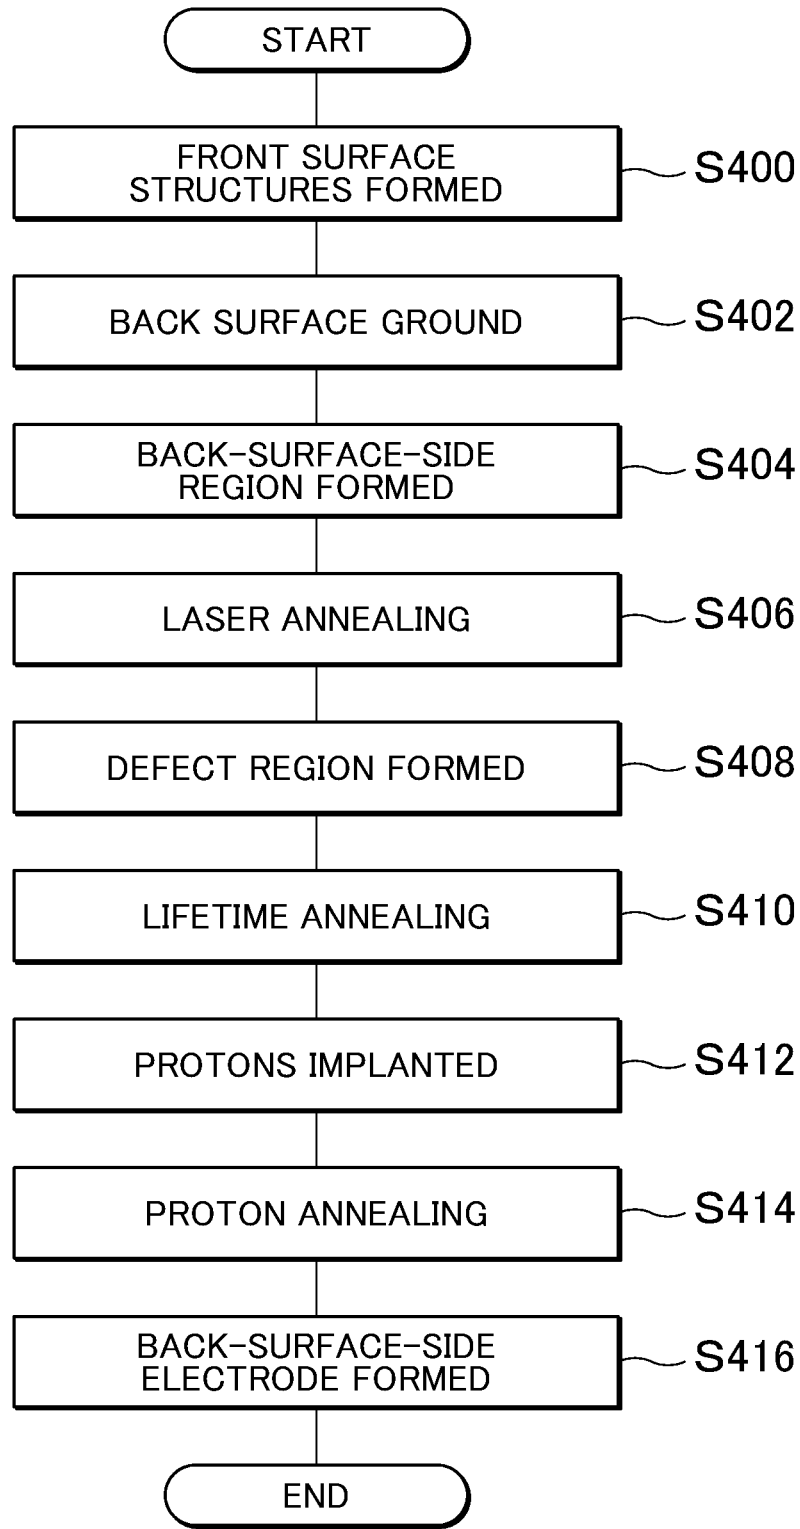 START
FRONT SURFACE
STRUCTURES FORMED
S400
BACK SURFACE GROUND
S402
BACK-SURFACE-SIDE
REGION FORMED
S404
LASER ANNEALING
S406
DEFECT REGION FORMED
S408
LIFETIME ANNEALING
S410
PROTONS IMPLANTED
S412
PROTON ANNEALING
S414
BACK-SURFACE-SIDE
ELECTRODE FORMED
S416
END